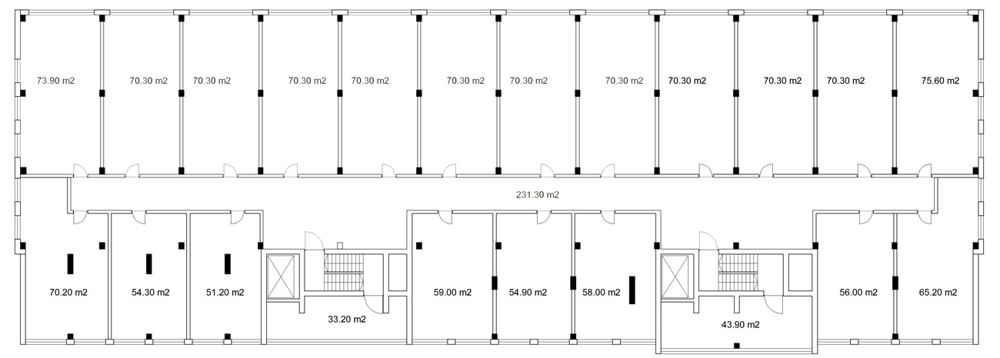 73.90 m2
70.30 m2
70.30 m2
70.30 m2
70.30 m2
70.30 m2
70.30 m2
70.30 m2
70.30 m2
70.30 m2
70.30 m2
75.60 m2
231.30 m2
70.20 m2
54.30 m2
51.20 m2
33.20 m2
59.00 m2
54.90 m2
58.00 m2
43.90 m2
56.00 m2
65.20 m2